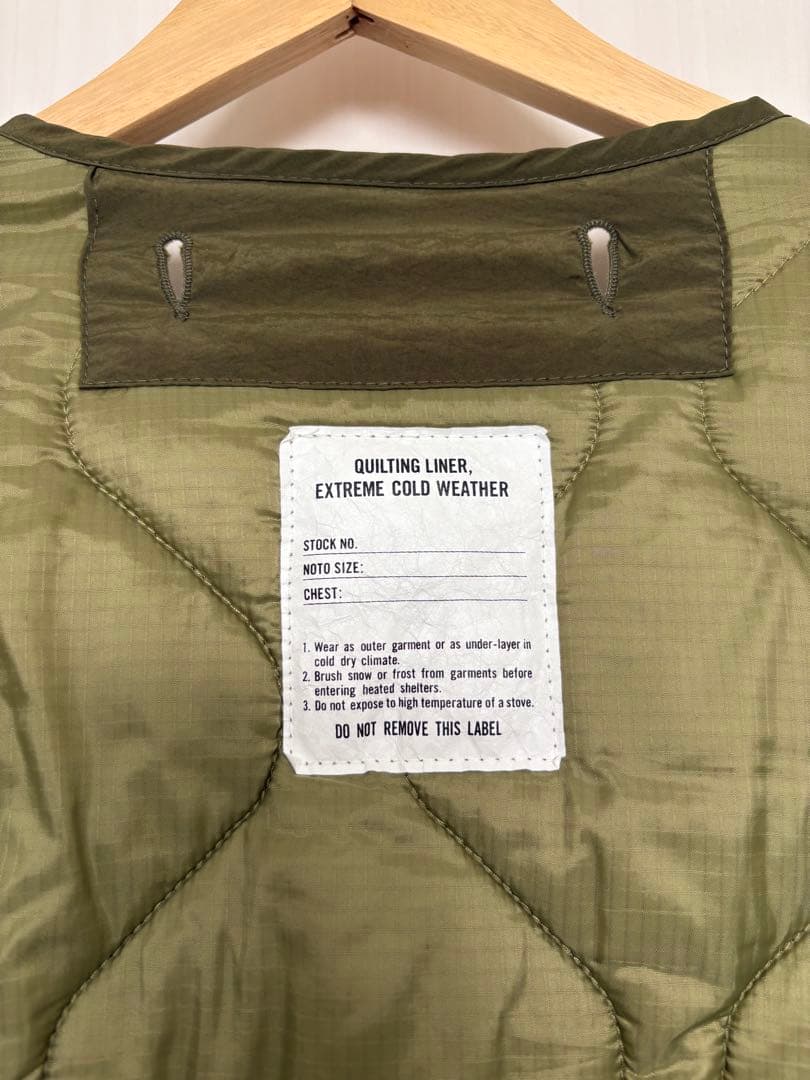 QUILTING LINER,
EXTREME COLD WEATHER
STOCK NO.
NOTO SIZE:
CHEST:
1. Wear as outer garment or as under-layer in
cold dry climate.
2. Brush snow or frost from garments before
entering heated shelters.
3. Do not expose to high temperature of a stove.
DO NOT REMOVE THIS LABEL